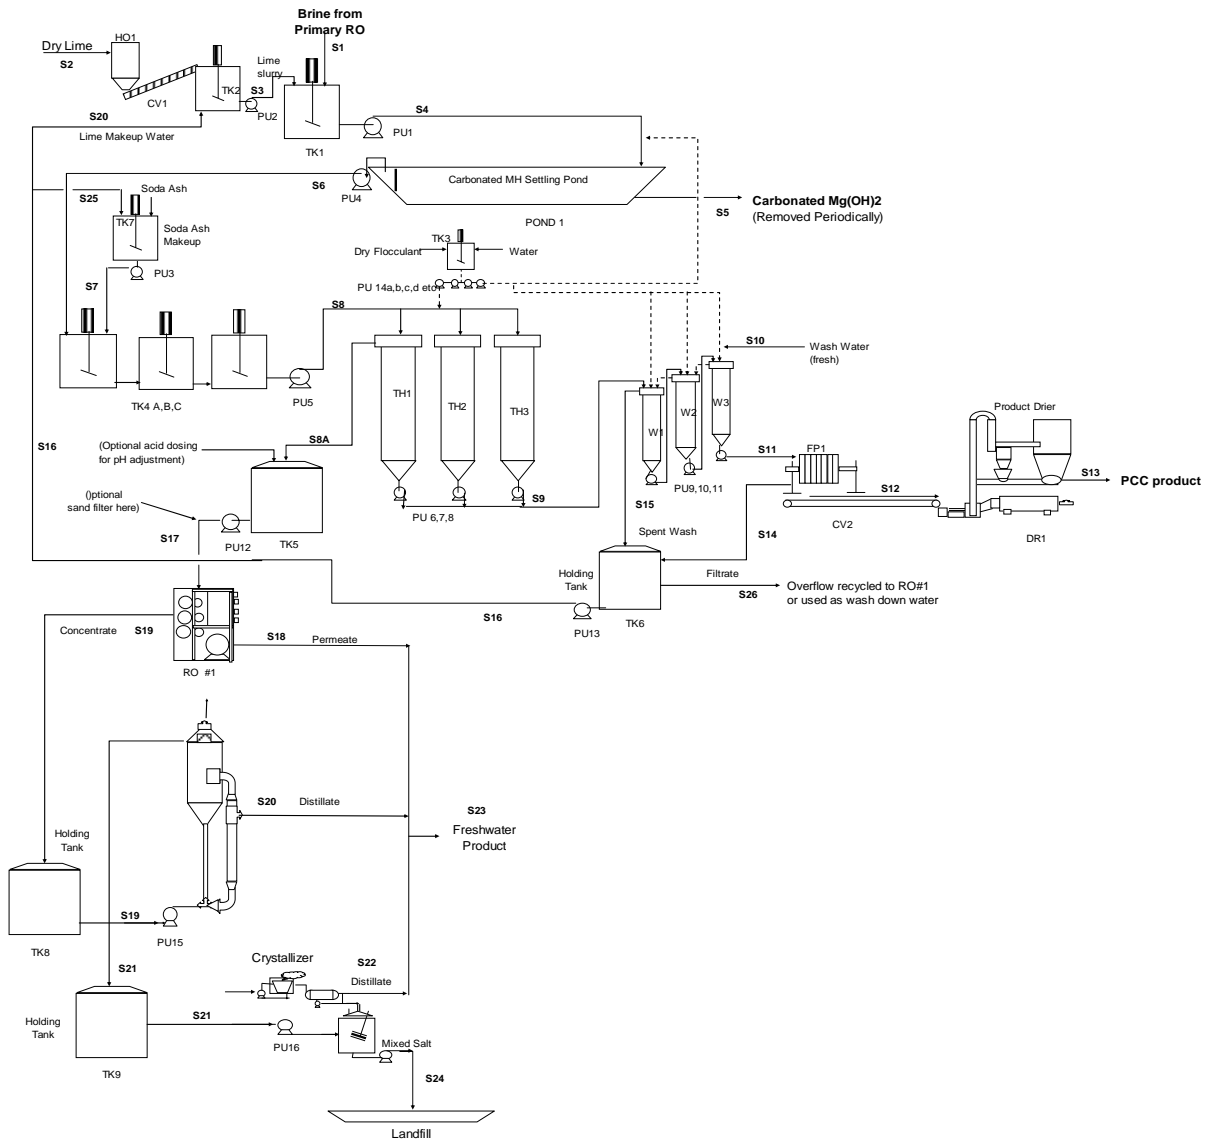 Brine from
Primary RO
HO1
Dry Lime
S2
S1
Lime
slurry
TK2
S3
CV1
PU2
S20
Lime Makeup Water
TK1
PU1
S4
S6
PU4
Carbonated MH Settling Pond
POND 1
S5
Carbonated Mg(OH)2
(Removed Periodically)
S25
Soda Ash
TK7
Soda Ash
Makeup
PU3
S7
TK3
Dry Flocculant
Water
PU 14a,b,c,d etc
S8
S10
Wash Water
(fresh)
TK4 A,B,C
PU5
TH1
TH2
TH3
W1
W2
W3
S16
(Optional acid dosing
for pH adjustment)
S8A
()ptional
sand filter here)
S17
PU12
TK5
PU 6,7,8
S9
PU9,10,11
S11
FP1
S12
CV2
Product Drier
S13
PCC product
DR1
S15
Spent Wash
S14
Holding
Tank
Filtrate
S26
Overflow recycled to RO#1
or used as wash down water
S16
PU13
TK6
Concentrate
S19
S18
Permeate
RO #1
S20
Distillate
S23
Freshwater
Product
Holding
Tank
S19
PU15
TK8
S21
Crystallizer
S22
Distillate
Holding
Tank
S21
PU16
TK9
Mixed Salt
S24
Landfill